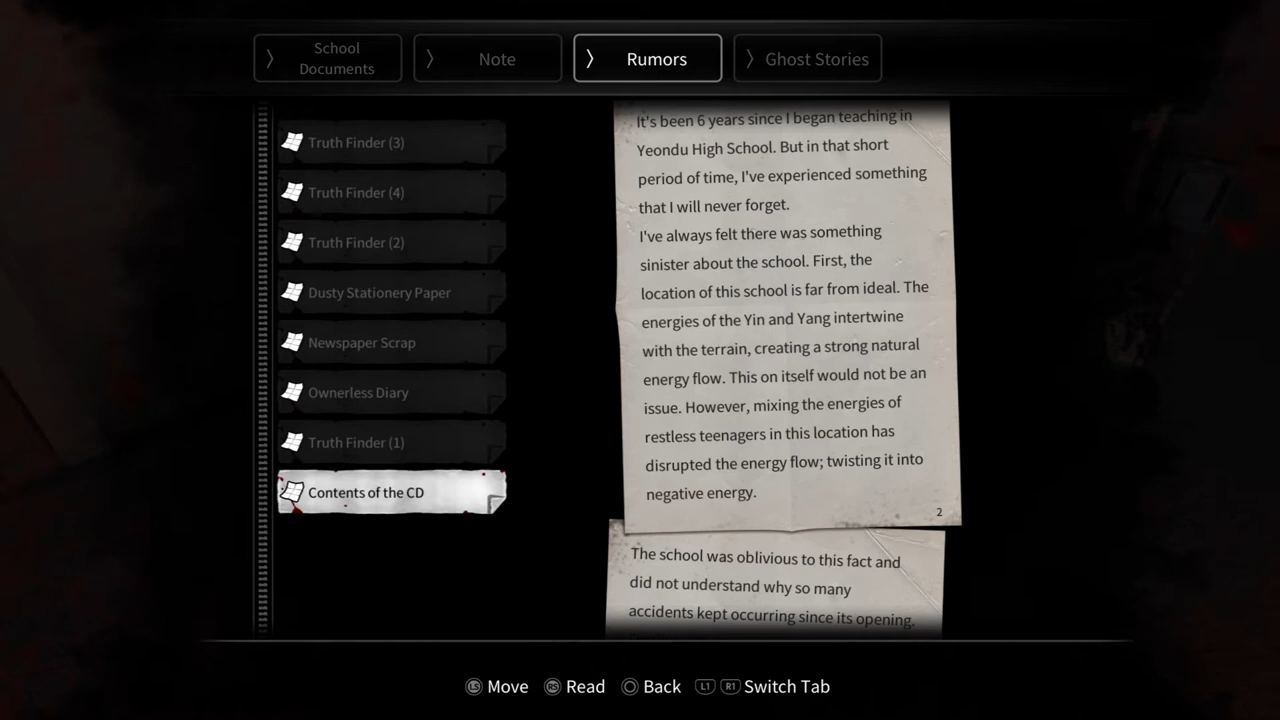 School
Documents
Note
Rumors
Ghost Stories
Truth Finder (3)
Truth Finder (4)
Truth Finder (2)
Dusty Stationery Paper
Newspaper Scrap
Ownerless Diary
Truth Finder (1)
Contents of the CD
It's been 6 years since I began teaching in
Yeondu High School. But in that short
period of time, I've experienced something
that I will never forget.
I've always felt there was something
sinister about the school. First, the
location of this school is far from ideal. The
energies of the Yin and Yang intertwine
with the terrain, creating a strong natural
energy flow. This on itself would not be an
issue. However, mixing the energies of
restless teenagers in this location has
disrupted the energy flow; twisting it into
negative energy.
2
The school was oblivious to this fact and
did not understand why so many
accidents kept occurring since its opening.
LS Move RS Read Back L1 R1 Switch Tab